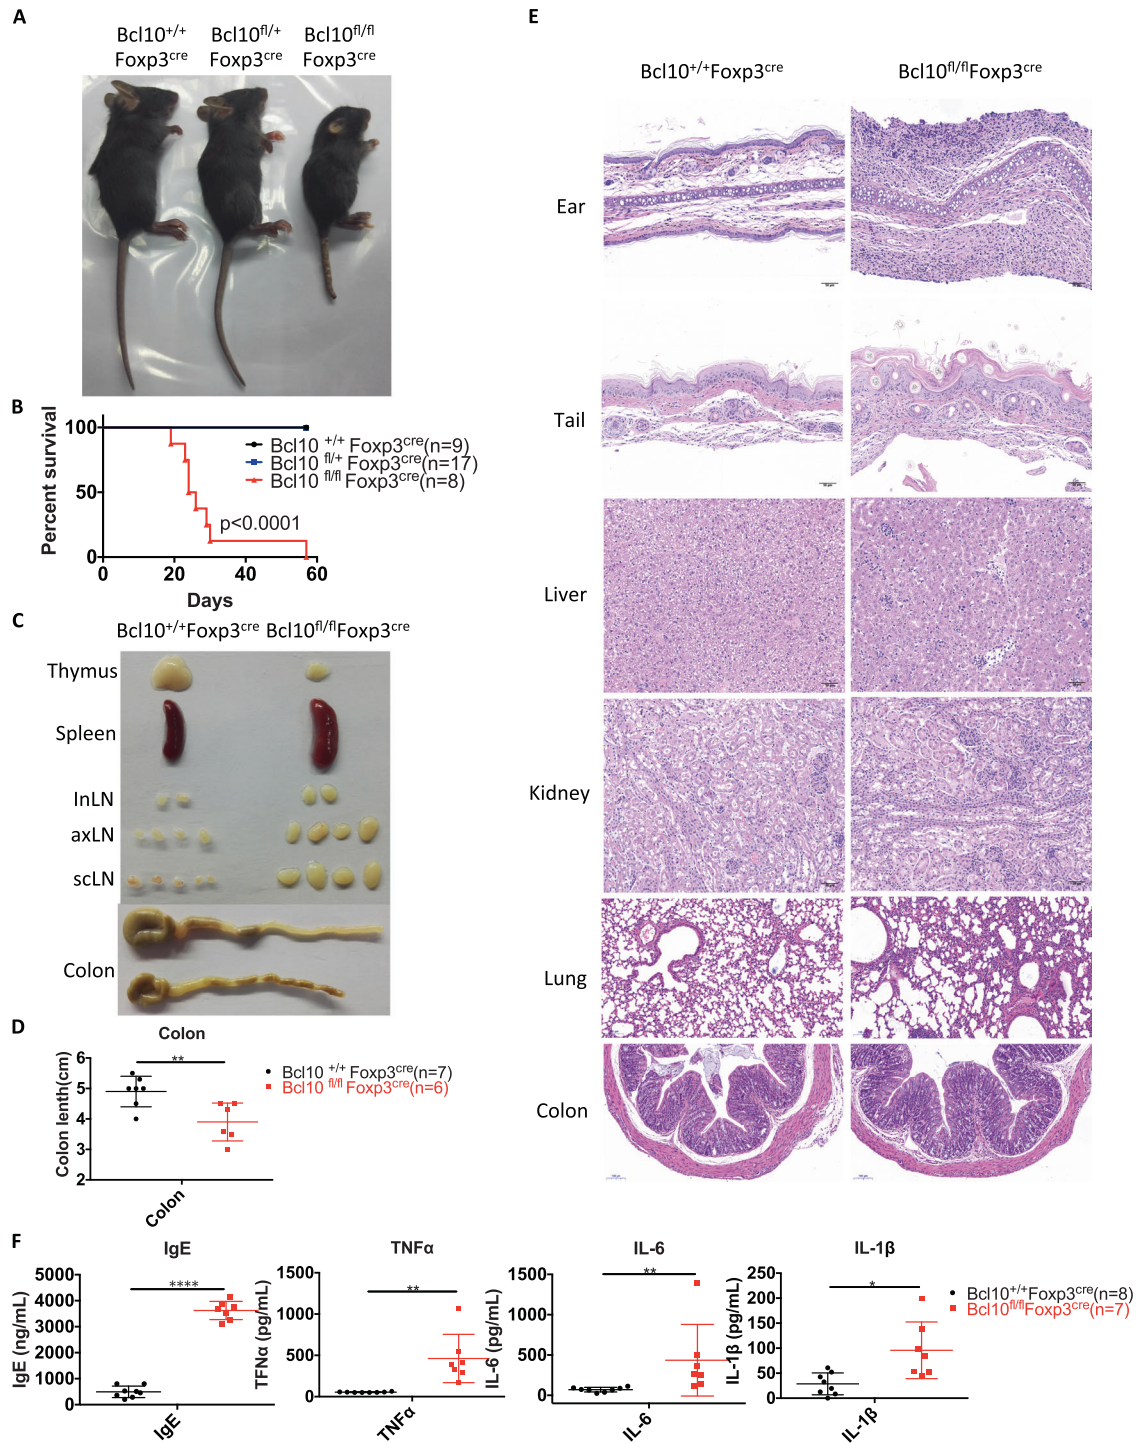 A
Bcl10+/+ Bcl10fl/+ Bcl10fl/fl
Foxp3cre Foxp3cre Foxp3cre
B
Percent survival
100
50
0
0 20 40 60
Days
Bcl10 +/+ Foxp3cre(n=9)
Bcl10 fl/+ Foxp3cre(n=17)
Bcl10 fl/fl Foxp3cre(n=8)
p<0.0001
C
Bcl10+/+Foxp3cre Bcl10fl/flFoxp3cre
Thymus
Spleen
InLN
axLN
scLN
Colon
D
Colon
Colon lenth(cm)
6
5
4
3
2
**
Colon
Bcl10 +/+ Foxp3cre(n=7)
Bcl10 fl/fl Foxp3cre(n=6)
E
Bcl10+/+Foxp3cre Bcl10fl/flFoxp3cre
Ear
Tail
Liver
Kidney
Lung
Colon
F
IgE
IgE (ng/mL)
5000
4000
3000
2000
1000
0
****
IgE
TNFα
TFNα (pg/mL)
1500
1000
500
0
**
TNFα
IL-6
IL-6 (pg/mL)
1500
1000
500
0
**
IL-6
IL-1β
IL-1β (pg/mL)
250
200
150
100
50
0
*
IL-1β
Bcl10+/+Foxp3cre(n=8)
Bcl10fl/flFoxp3cre(n=7)